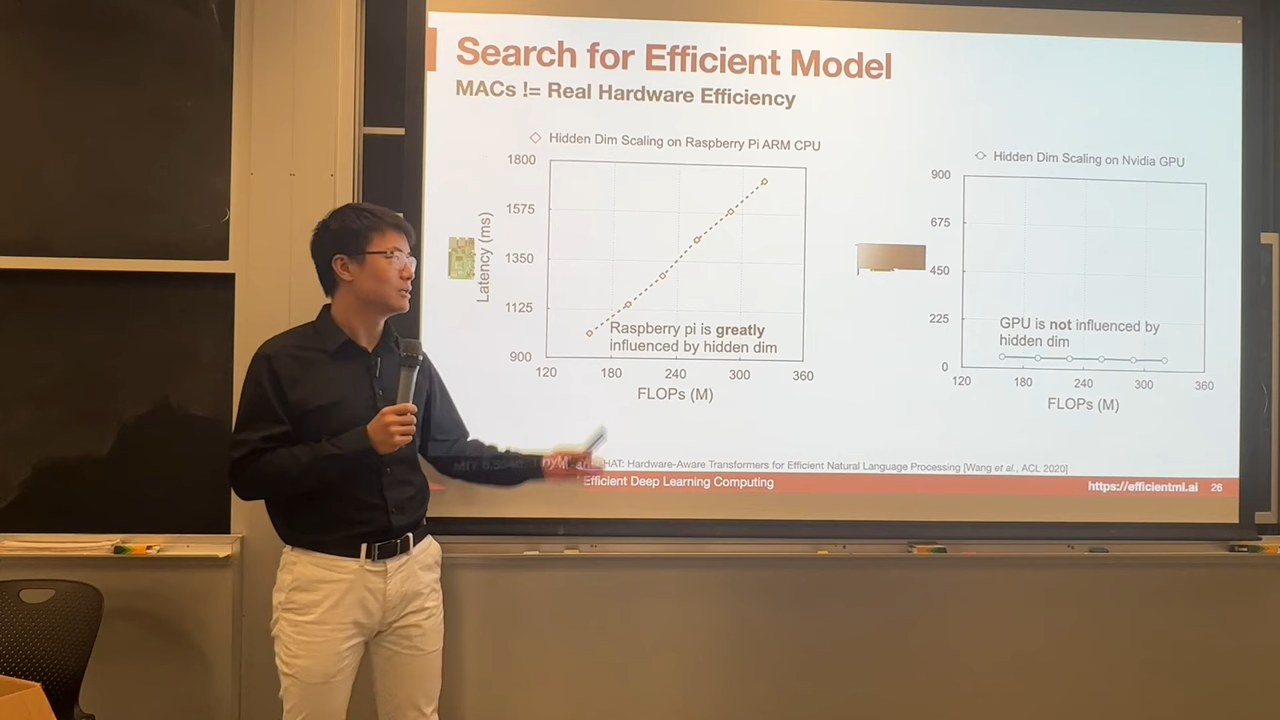 Search for Efficient Model
MACs != Real Hardware Efficiency
Hidden Dim Scaling on Raspberry Pi ARM CPU
1800
1575
1350
1125
900
Latency (ms)
Raspberry pi is greatly
influenced by hidden dim
120
180
240
300
360
FLOPs (M)
Hidden Dim Scaling on Nvidia GPU
900
675
450
225
0
GPU is not influenced by
hidden dim
120
180
240
300
360
FLOPs (M)
HAT: Hardware-Aware Transformers for Efficient Natural Language Processing [Wang et al., ACL 2020]
Efficient Deep Learning Computing
https://efficientml.ai
26